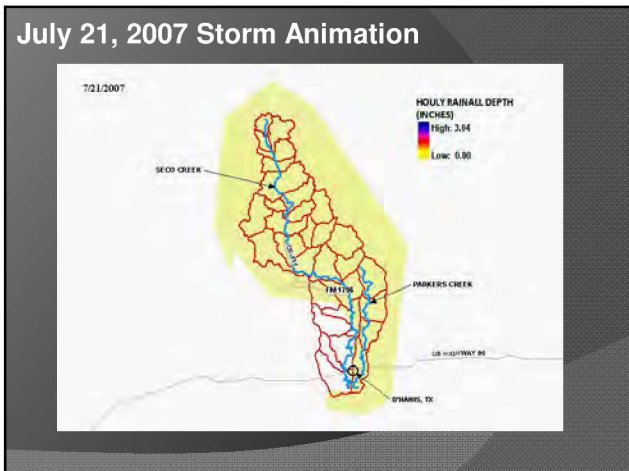 July 21, 2007 Storm Animation
7/21/2007
HOULY RAINALL DEPTH
(INCHES)
High: 3.04
Low: 0.00
SECO CREEK
FM 1796
PARKERS CREEK
US HIGHWAY 90
D'HANIS, TX